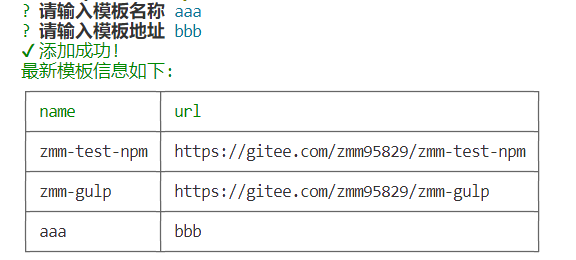 ? 请输入模板名称 aaa
? 请输入模板地址 bbb
✔ 添加成功!
最新模板信息如下:
name url
zmm-test-npm https://gitee.com/zmm95829/zmm-test-npm
zmm-gulp https://gitee.com/zmm95829/zmm-gulp
aaa bbb